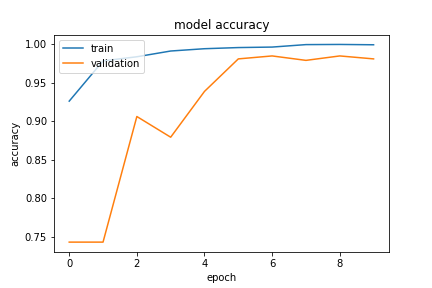 model accuracy
train
validation
1.00
0.95
0.90
0.85
0.80
0.75
accuracy
0 2 4 6 8
epoch